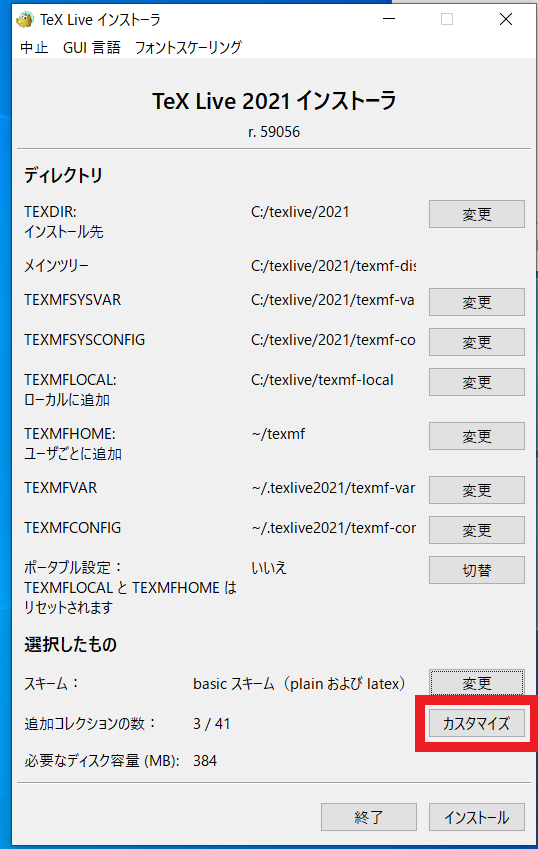 TeX Live インストーラ
中止 GUI 言語 フォントスケーリング
TeX Live 2021 インストーラ
r. 59056
ディレクトリ
TEXDIR: C:/texlive/2021 変更
インストール先
メインツリー C:/texlive/2021/texmf-dis
TEXMFSYSVAR C:/texlive/2021/texmf-va 変更
TEXMFSYSCONFIG C:/texlive/2021/texmf-co 変更
TEXMFLOCAL: C:/texlive/texmf-local 変更
ローカルに追加
TEXMFHOME: ~/texmf 変更
ユーザごとに追加
TEXMFVAR ~/.texlive2021/texmf-var 変更
TEXMFCONFIG ~/.texlive2021/texmf-cor 変更
ポータブル設定： いいえ 切替
TEXMFLOCAL と TEXMFHOME は
リセットされます
選択したもの
スキーム： basic スキーム（plain および latex） 変更
追加コレクションの数： 3 / 41 カスタマイズ
必要なディスク容量 (MB): 384
終了 インストール